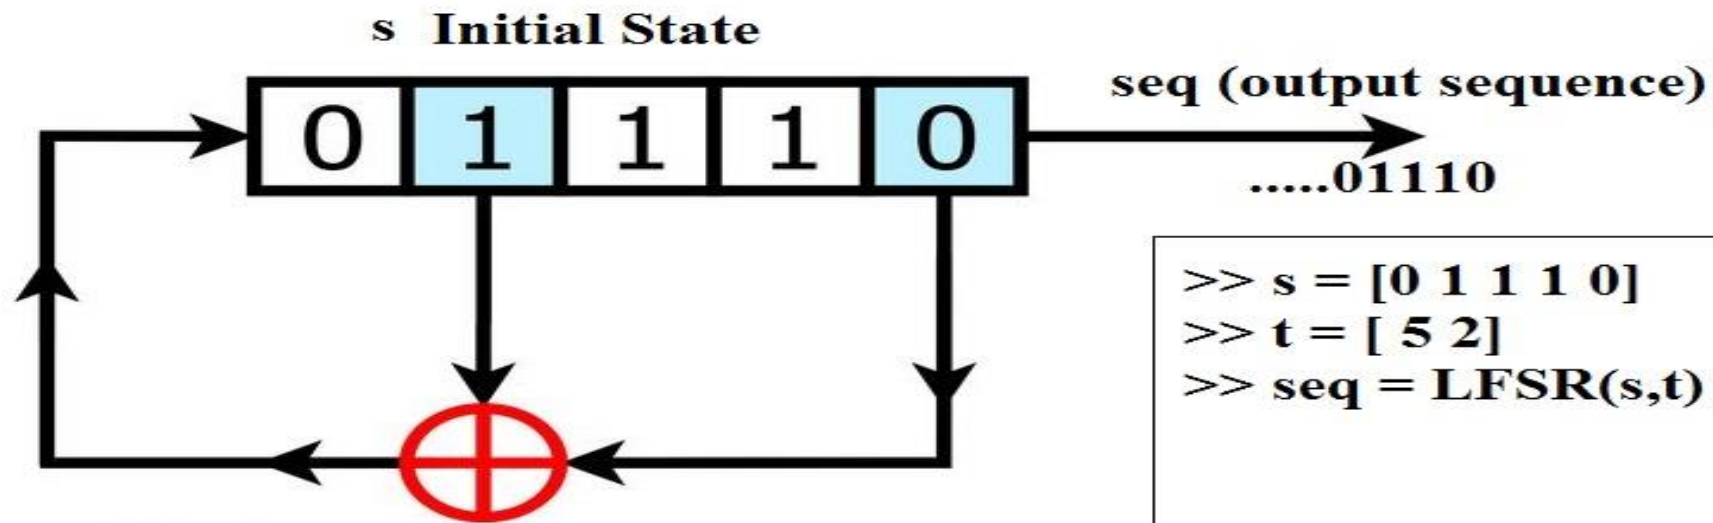 s Initial State
0 1 1 1 0
seq (output sequence)
.....01110
>> s = [0 1 1 1 0]
>> t = [ 5 2]
>> seq = LFSR(s,t)